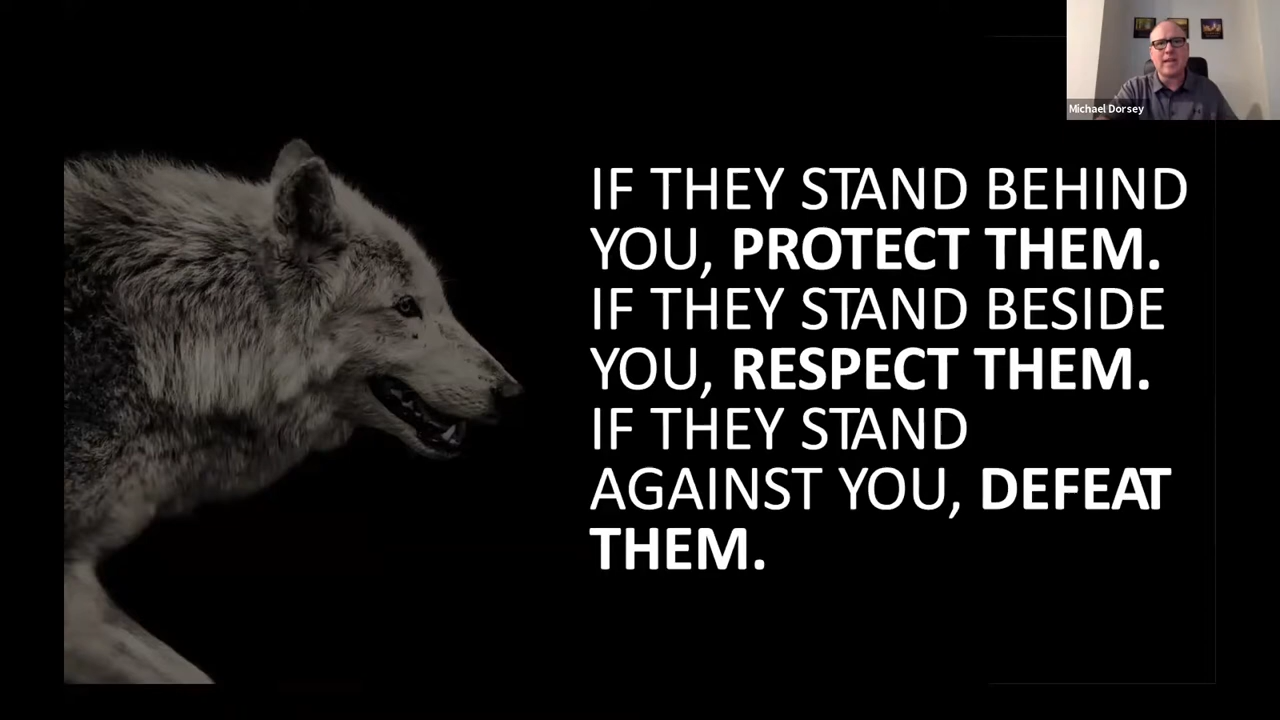 Michael Dorsey
IF THEY STAND BEHIND
YOU, PROTECT THEM.
IF THEY STAND BESIDE
YOU, RESPECT THEM.
IF THEY STAND
AGAINST YOU, DEFEAT
THEM.